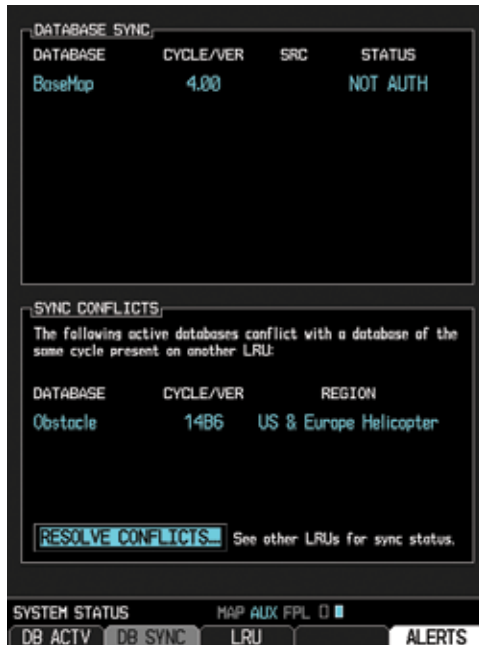 DATABASE SYNC
DATABASE CYCLE/VER SRC STATUS
BaseMap 4.00 NOT AUTH
SYNC CONFLICTS
The following active databases conflict with a database of the
same cycle present on another LRU:
DATABASE CYCLE/VER REGION
Obstacle 14B6 US & Europe Helicopter
RESOLVE CONFLICTS... See other LRUs for sync status.
SYSTEM STATUS MAP AUX FPL
DB ACTV DB SYNC LRU ALERTS